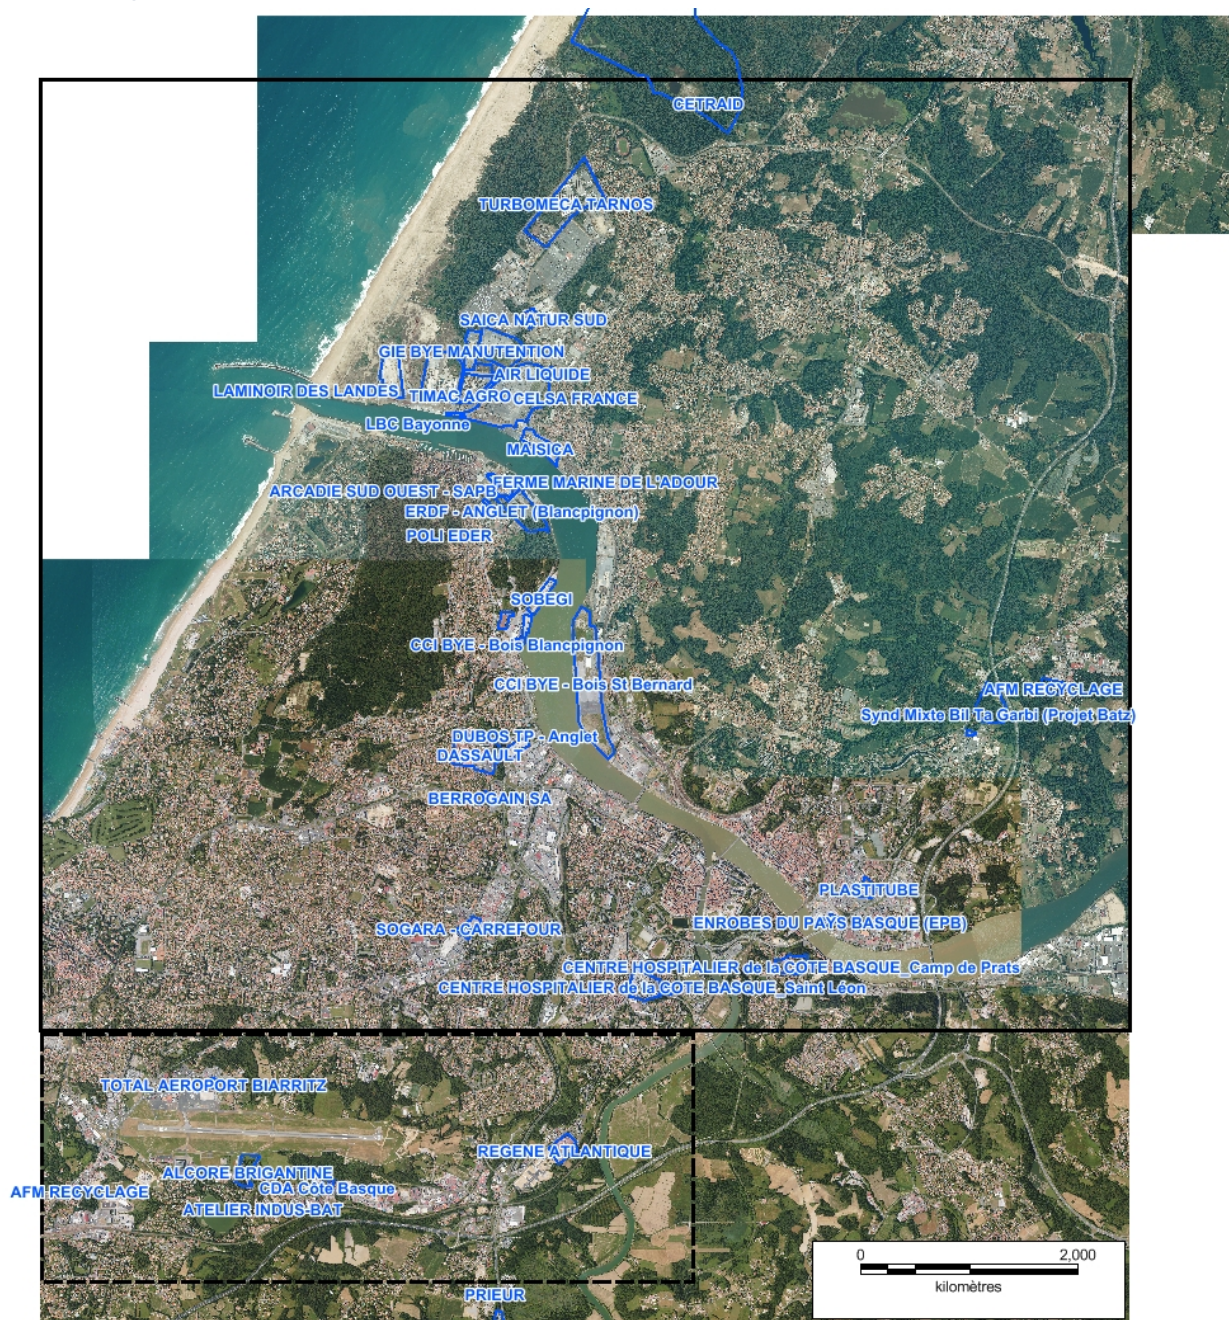 CETRAID
TURBOMECA TARNOS
SAICA NATUR SUD
GIE BYE MANUTENTION
AIR LIQUIDE
LAMINOIR DES LANDES
TIMAC AGRO
CELSA FRANCE
LBC Bayonne
MAISICA
FERME MARINE DE L'ADOUR
ARCADIE SUD OUEST - SAPB
ERDF - ANGLET (Blancpignon)
POLI EDER
SOBEGI
CCI BYE - Bois Blancpignon
CCI BYE - Bois St Bernard
AFM RECYCLAGE
Synd Mixte Bil Ta Garbi (Projet Batz)
DUBOS TP - Anglet
DASSAULT
BERROGAIN SA
PLASTITUBE
ENROBES DU PAYS BASQUE (EPB)
SOGARA - CARREFOUR
CENTRE HOSPITALIER de la COTE BASQUE_Camp de Prats
CENTRE HOSPITALIER de la COTE BASQUE_Saint Léon
TOTAL AEROPORT BIARRITZ
REGENE ATLANTIQUE
ALCORE BRIGANTINE
CDA Côte Basque
AFM RECYCLAGE
ATELIER INDUS-BAT
0 2,000
kilomètres
PRIEUR